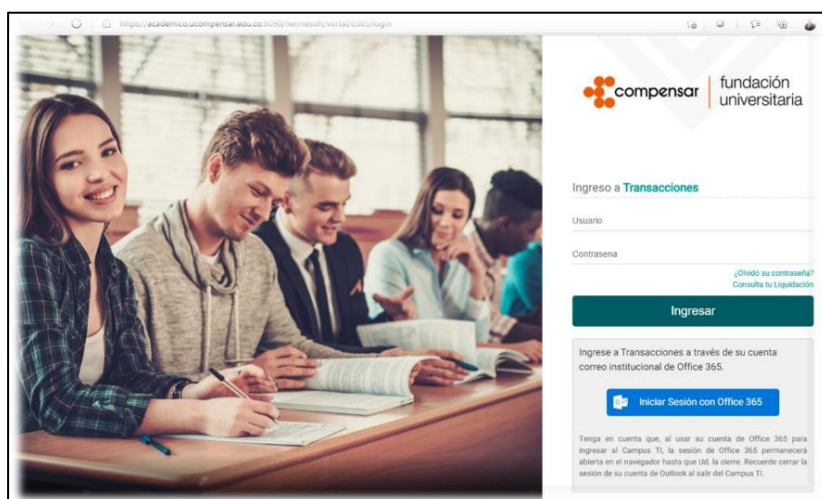 https://academico.ucompensar.edu.co:8090/hermesoft/vortal/o365/login
compensar
fundación
universitaria
Ingreso a Transacciones
Usuario
Contrasena
¿Olvidó su contraseña?
Consulta tu Liquidación
Ingresar
Ingrese a Transacciones a través de su cuenta
correo institucional de Office 365.
Iniciar Sesión con Office 365
Tenga en cuenta que, al usar su cuenta de Office 365 para
ingresar al Campus TI, la sesión de Office 365 permanecerá
abierta en el navegador hasta que Ud. la cierre. Recuerde cerrar la
sesión de su cuenta de Outlook al salir del Campus TI.